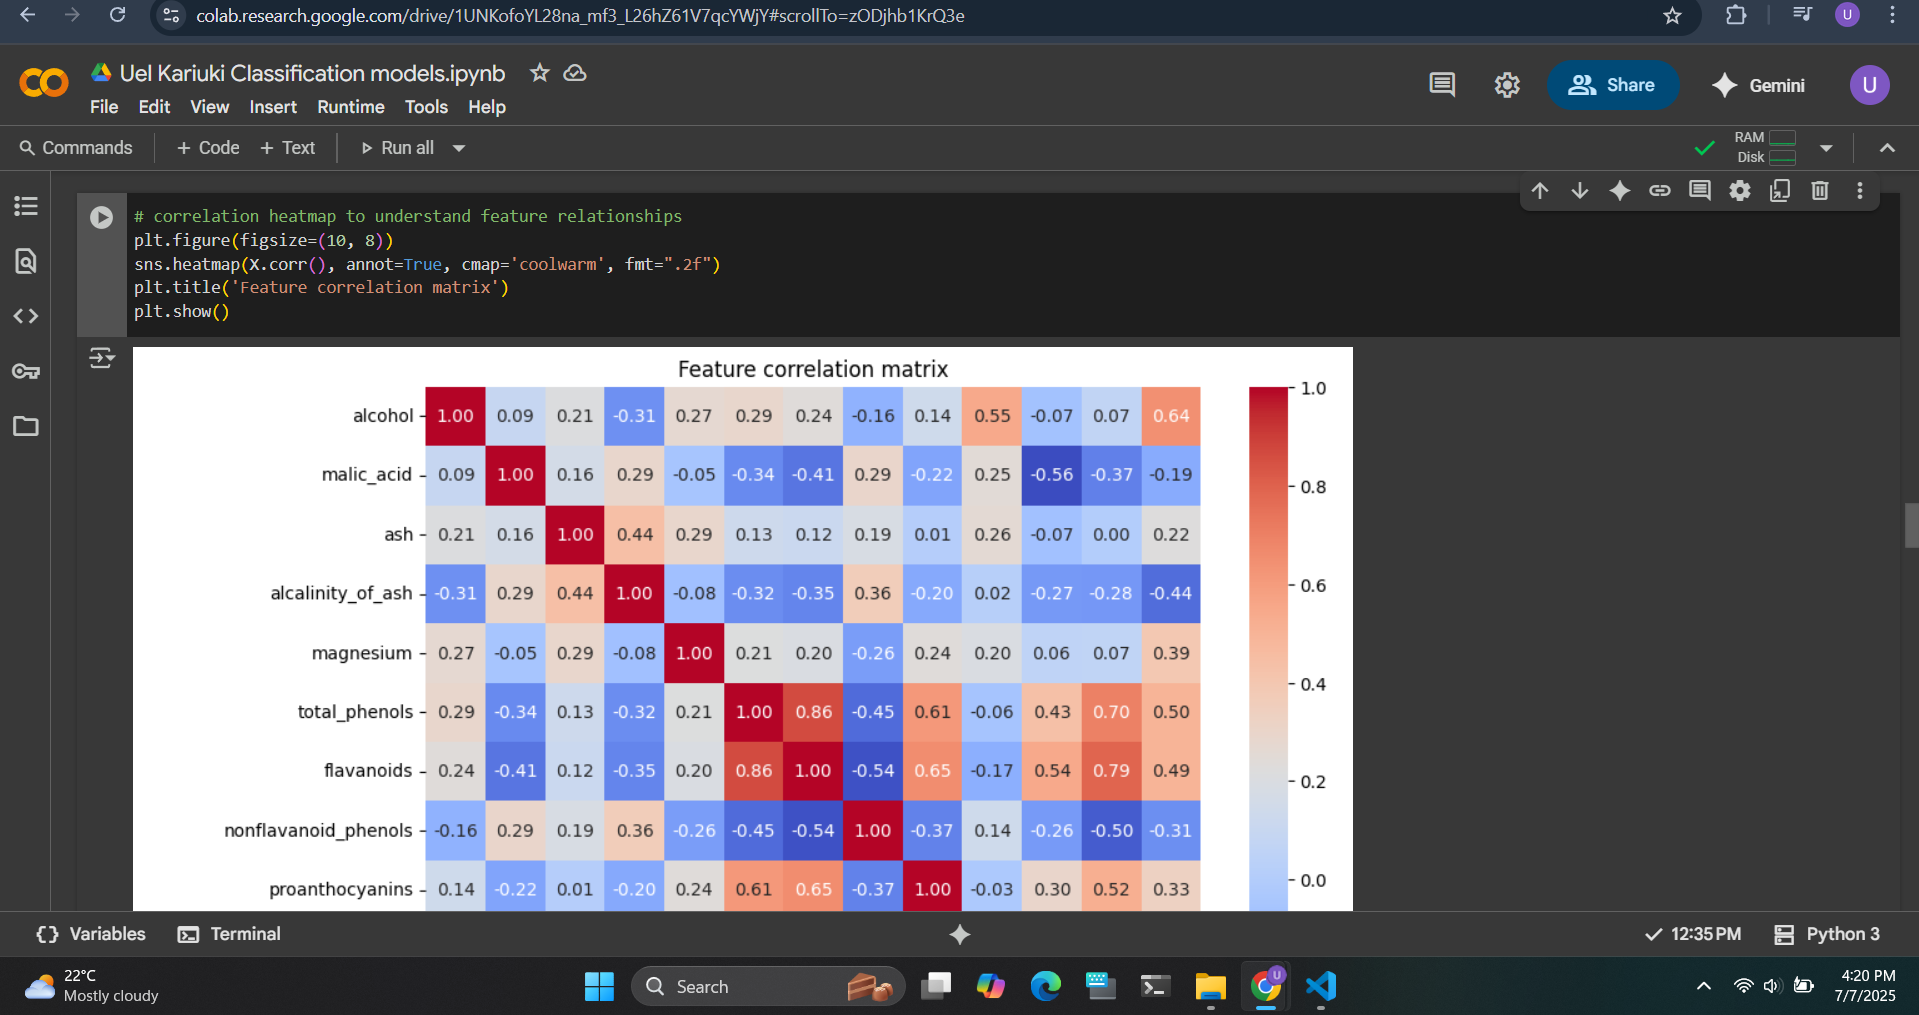 colab.research.google.com/drive/1UNKofoYL28na_mf3_L26hZ61V7qcYWjY#scrollTo=zODjhb1KrQ3e
U
Uel Kariuki Classification models.ipynb
File Edit View Insert Runtime Tools Help
Share
Gemini
U
Commands + Code + Text Run all
RAM
Disk
# correlation heatmap to understand feature relationships
plt.figure(figsize=(10, 8))
sns.heatmap(X.corr(), annot=True, cmap='coolwarm', fmt=".2f")
plt.title('Feature correlation matrix')
plt.show()
Feature correlation matrix
alcohol 1.00 0.09 0.21 -0.31 0.27 0.29 0.24 -0.16 0.14 0.55 -0.07 0.07 0.64
malic_acid 0.09 1.00 0.16 0.29 -0.05 -0.34 -0.41 0.29 -0.22 0.25 -0.56 -0.37 -0.19
ash 0.21 0.16 1.00 0.44 0.29 0.13 0.12 0.19 0.01 0.26 -0.07 0.00 0.22
alcalinity_of_ash -0.31 0.29 0.44 1.00 -0.08 -0.32 -0.35 0.36 -0.20 0.02 -0.27 -0.28 -0.44
magnesium 0.27 -0.05 0.29 -0.08 1.00 0.21 0.20 -0.26 0.24 0.20 0.06 0.07 0.39
total_phenols 0.29 -0.34 0.13 -0.32 0.21 1.00 0.86 -0.45 0.61 -0.06 0.43 0.70 0.50
flavanoids 0.24 -0.41 0.12 -0.35 0.20 0.86 1.00 -0.54 0.65 -0.17 0.54 0.79 0.49
nonflavanoid_phenols -0.16 0.29 0.19 0.36 -0.26 -0.45 -0.54 1.00 -0.37 0.14 -0.26 -0.50 -0.31
proanthocyanins 0.14 -0.22 0.01 -0.20 0.24 0.61 0.65 -0.37 1.00 -0.03 0.30 0.52 0.33
1.0
0.8
0.6
0.4
0.2
0.0
Variables
Terminal
12:35 PM
Python 3
22°C
Mostly cloudy
Search
U
4:20 PM
7/7/2025